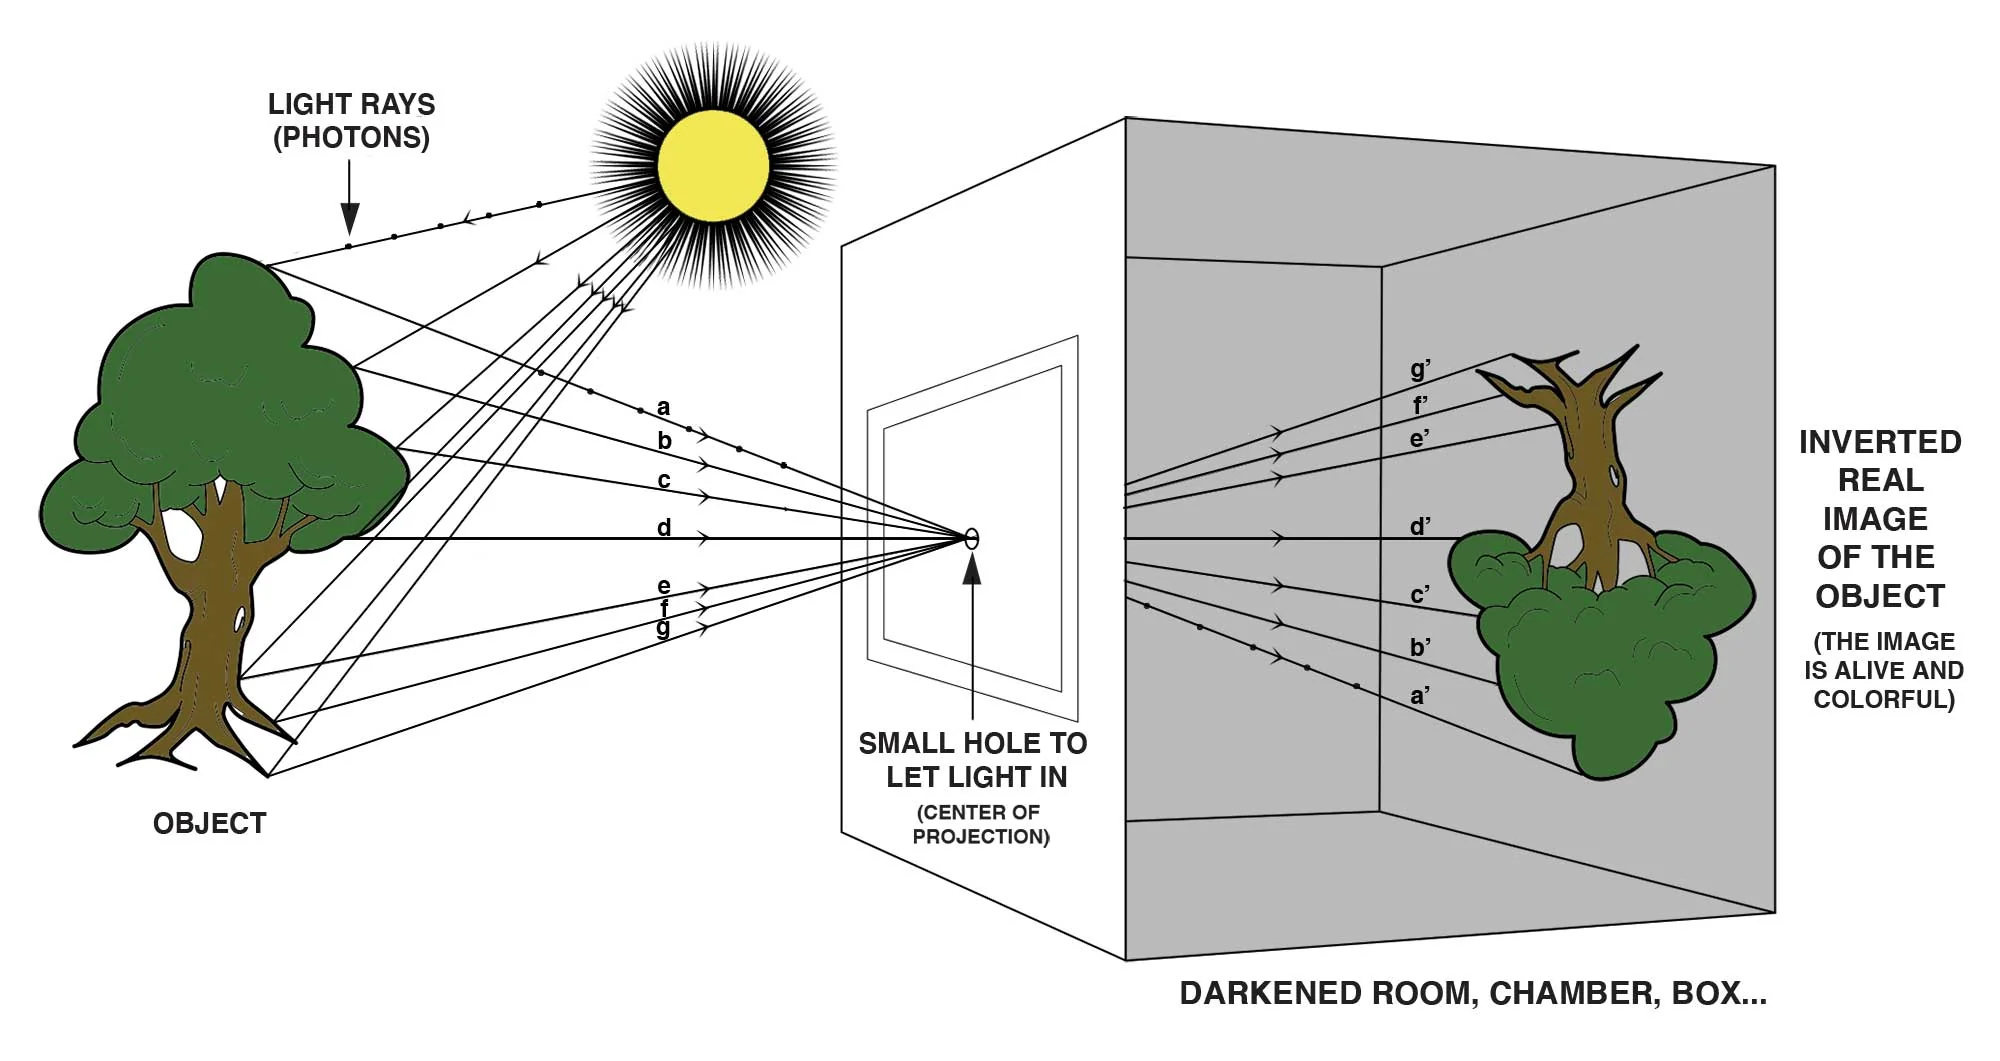 LIGHT RAYS
(PHOTONS)
a
b
c
d
e
f
g
g’
f’
e’
d’
c’
b’
a’
INVERTED
REAL
IMAGE
OF THE
OBJECT
(THE IMAGE
IS ALIVE AND
COLORFUL)
SMALL HOLE TO
LET LIGHT IN
(CENTER OF
PROJECTION)
OBJECT
DARKENED ROOM, CHAMBER, BOX...